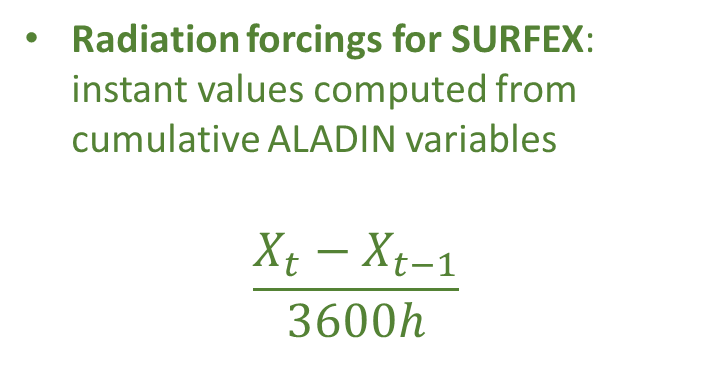 • Radiation forcings for SURFEX:
instant values computed from
cumulative ALADIN variables
X_t − X_{t−1}
3600h